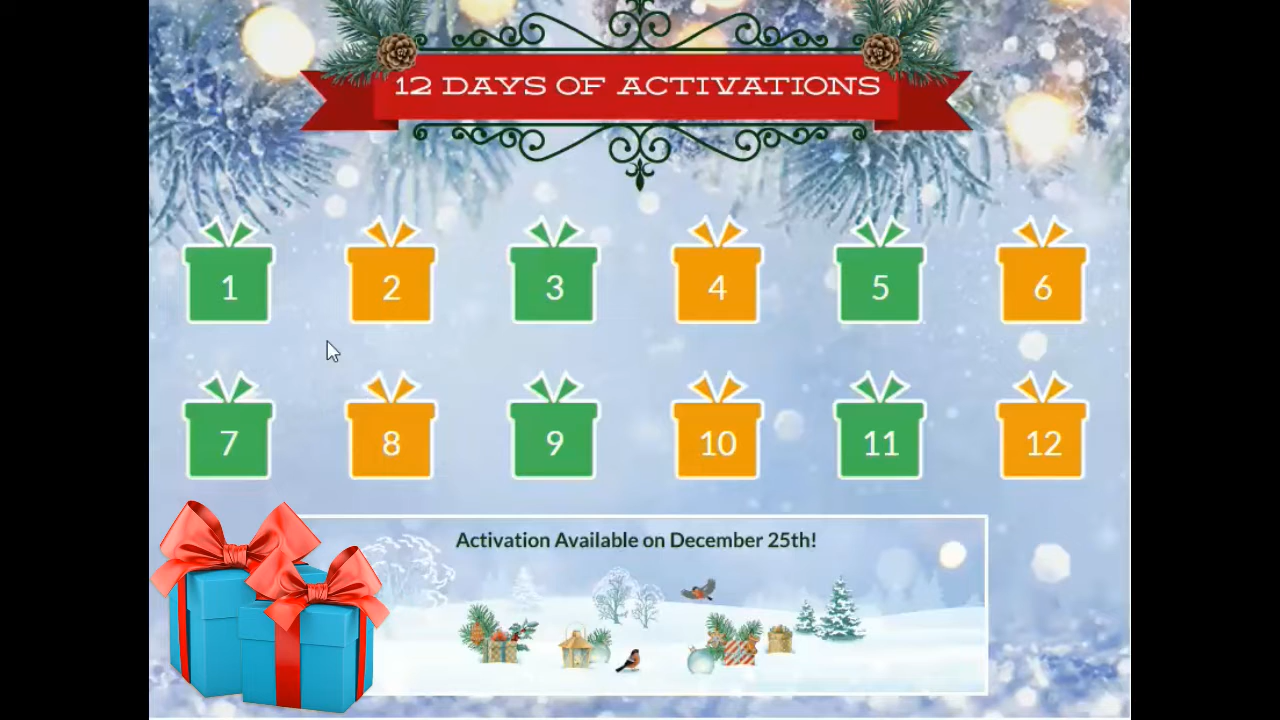 12 DAYS OF ACTIVATIONS
1 2 3 4 5 6
7 8 9 10 11 12
Activation Available on December 25th!